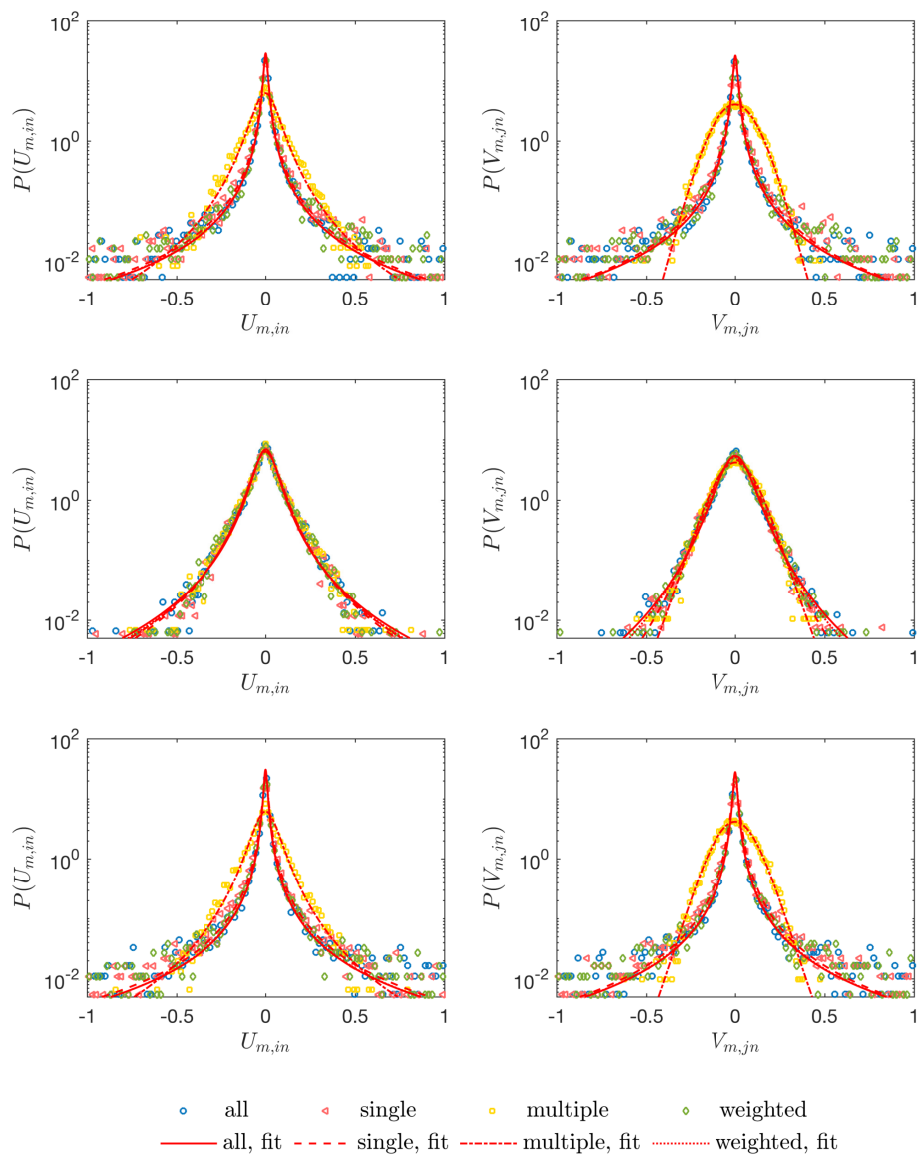 10^2 10^2
P(U_{m,in}) P(V_{m,jn})
10^0 10^0
10^{-2} 10^{-2}
-1 -0.5 0 0.5 1 -1 -0.5 0 0.5 1
U_{m,in} V_{m,jn}
10^2 10^2
P(U_{m,in}) P(V_{m,jn})
10^0 10^0
10^{-2} 10^{-2}
-1 -0.5 0 0.5 1 -1 -0.5 0 0.5 1
U_{m,in} V_{m,jn}
10^2 10^2
P(U_{m,in}) P(V_{m,jn})
10^0 10^0
10^{-2} 10^{-2}
-1 -0.5 0 0.5 1 -1 -0.5 0 0.5 1
U_{m,in} V_{m,jn}
all single multiple weighted
all, fit single, fit multiple, fit weighted, fit